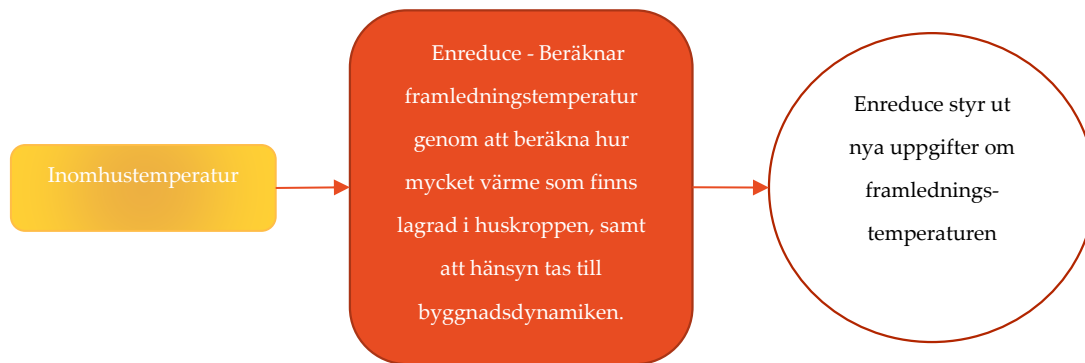 Inomhustemperatur
Enreduce - Beräknar
framledningstemperatur
genom att beräkna hur
mycket värme som finns
lagrad i huskroppen, samt
att hänsyn tas till
byggnadsdynamiken.
Enreduce styr ut
nya uppgifter om
framlednings-
temperaturen